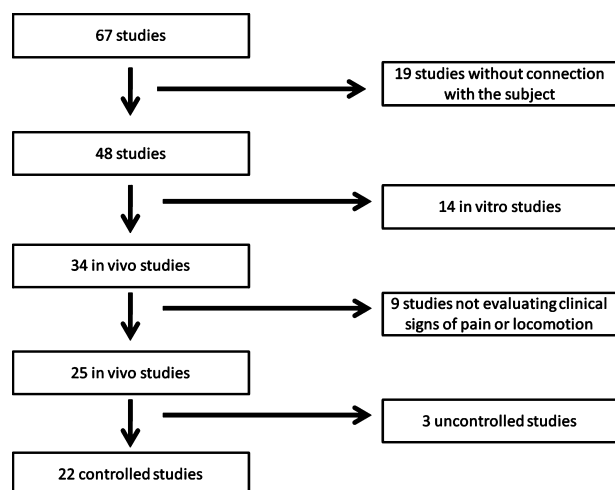 67 studies
19 studies without connection
with the subject
48 studies
14 in vitro studies
34 in vivo studies
9 studies not evaluating clinical
signs of pain or locomotion
25 in vivo studies
3 uncontrolled studies
22 controlled studies